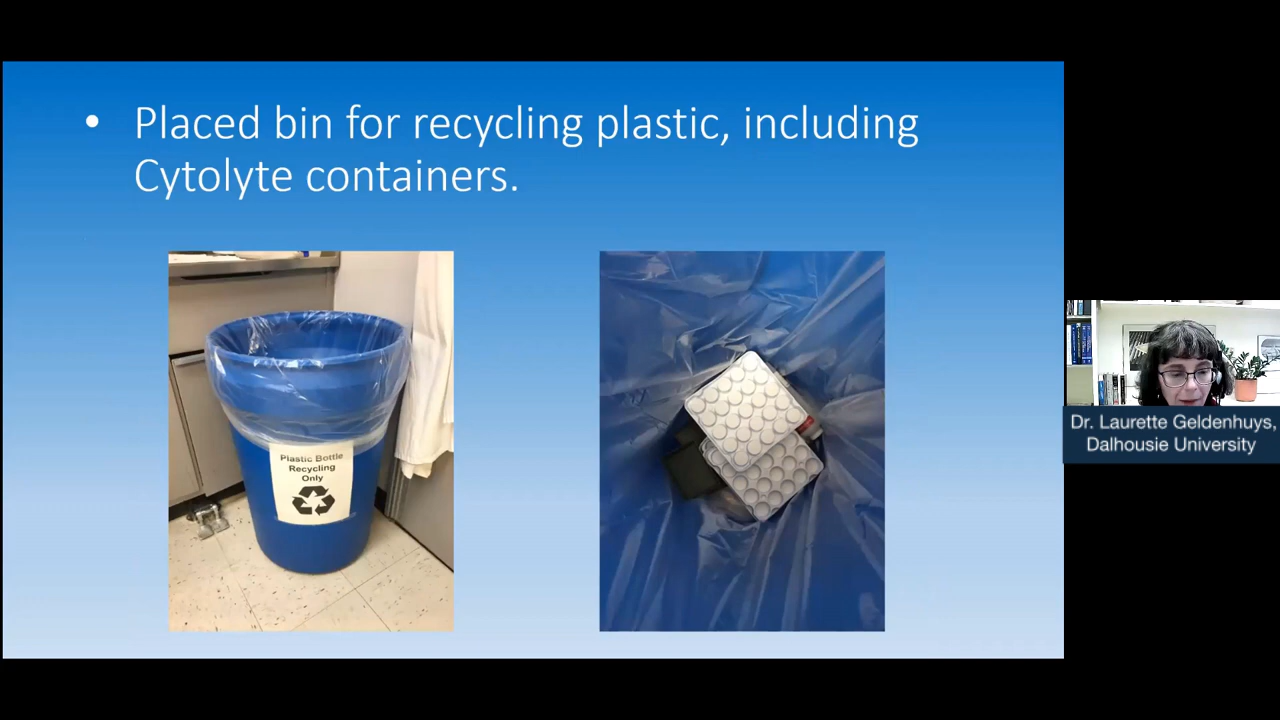 • Placed bin for recycling plastic, including
Cytolyte containers.
Plastic Bottle
Recycling
Only
Dr. Laurette Geldenhuys,
Dalhousie University